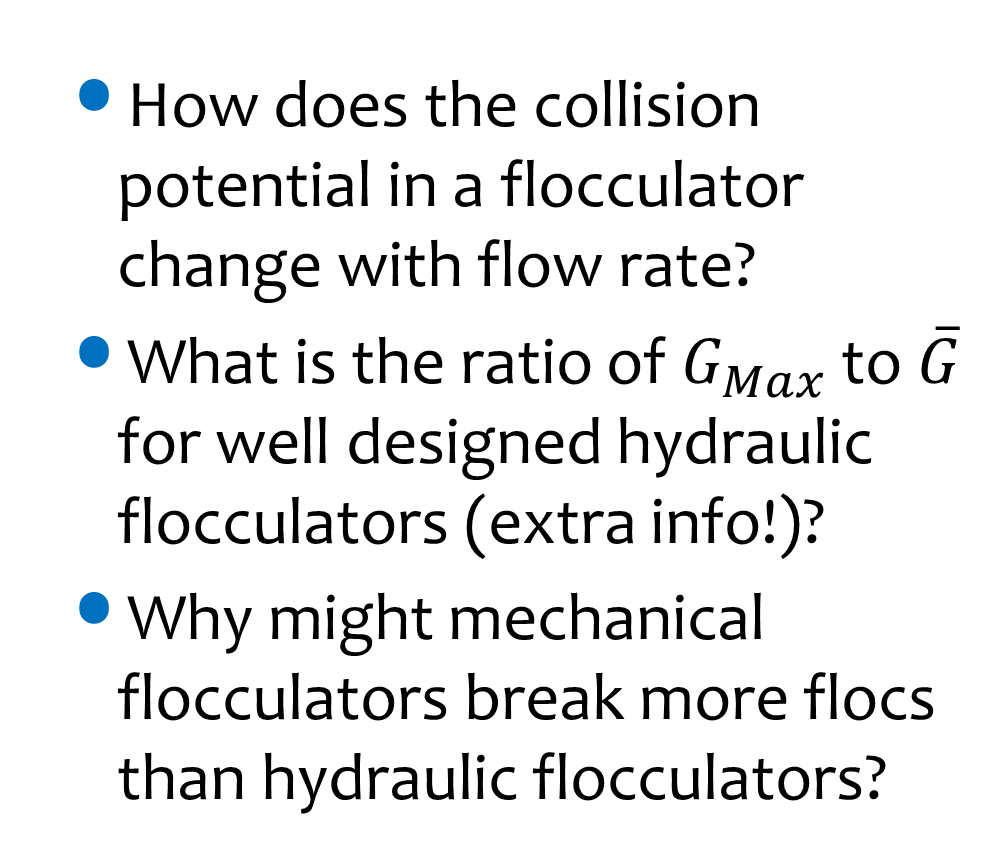 • How does the collision
potential in a flocculator
change with flow rate?
• What is the ratio of G_Max to G̅
for well designed hydraulic
flocculators (extra info!)?
• Why might mechanical
flocculators break more flocs
than hydraulic flocculators?